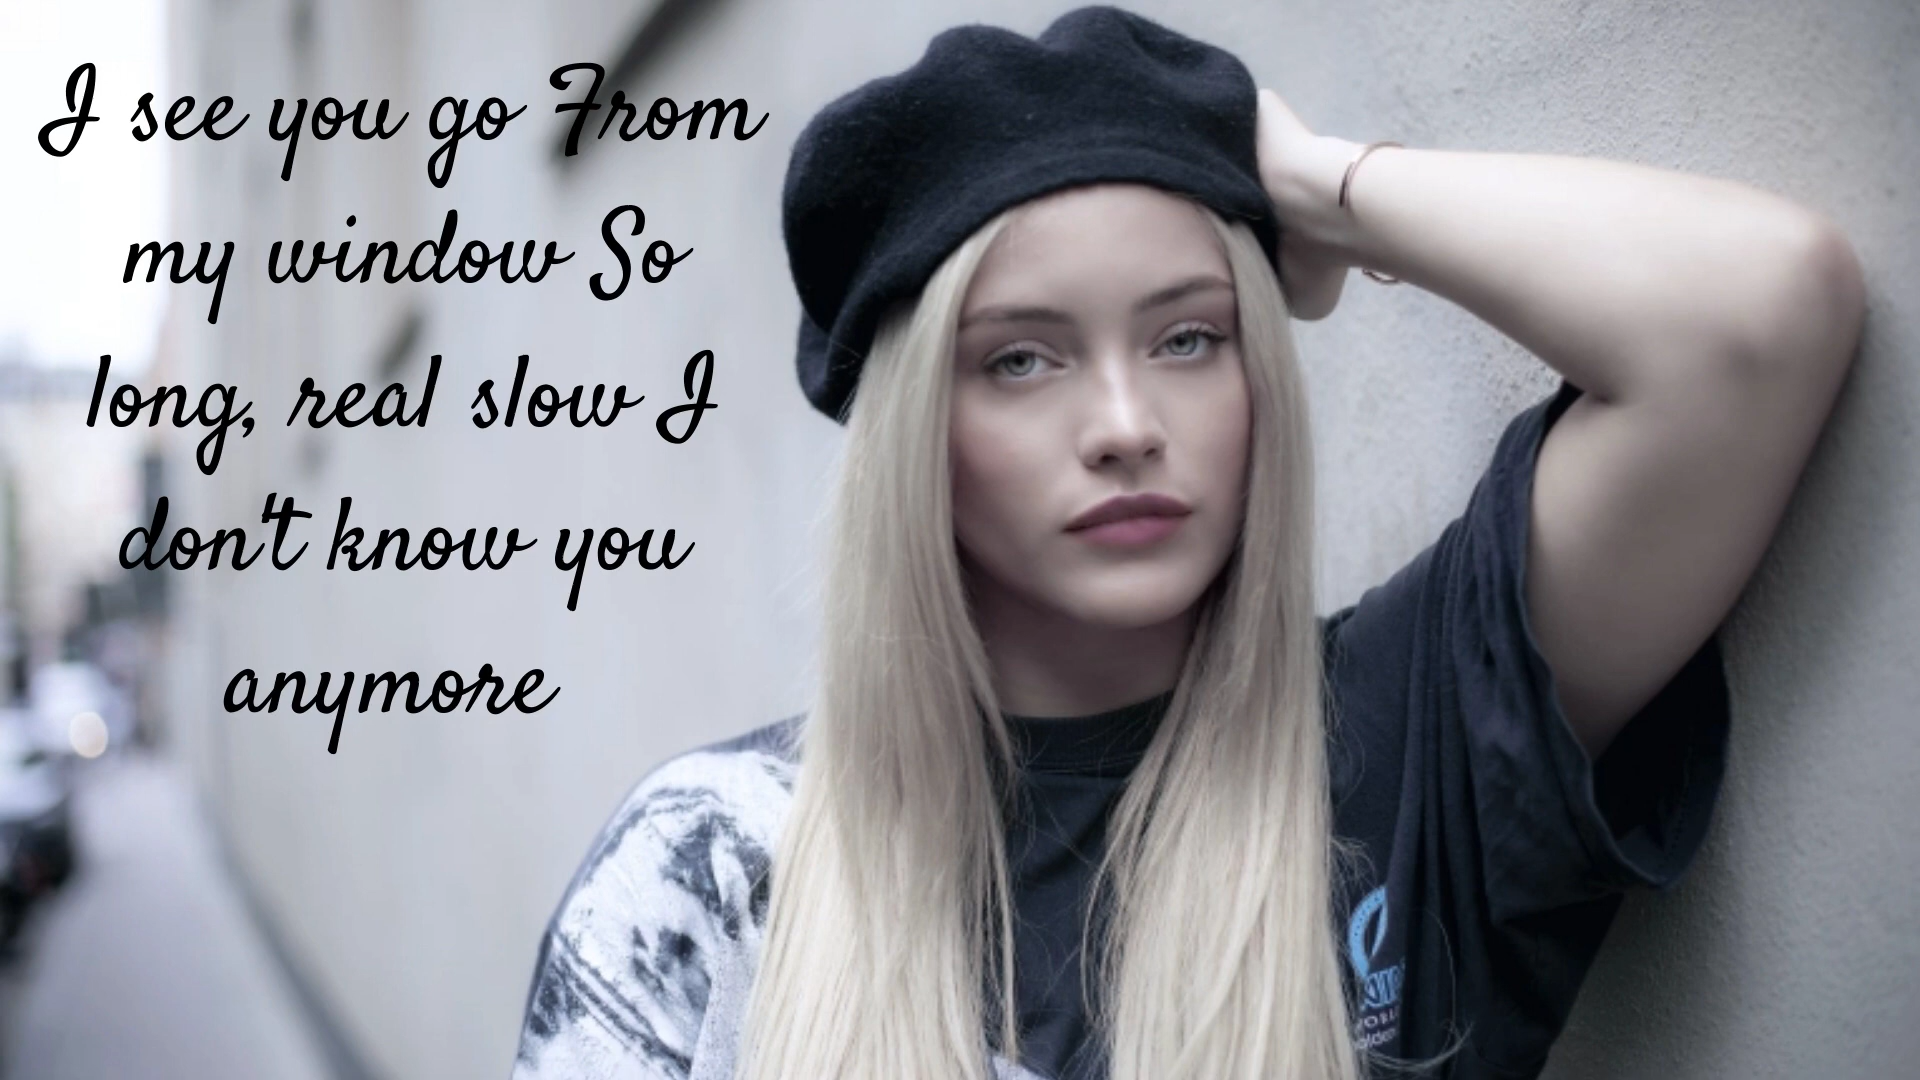 I see you go From
my window So
long, real slow I
don't know you
anymore